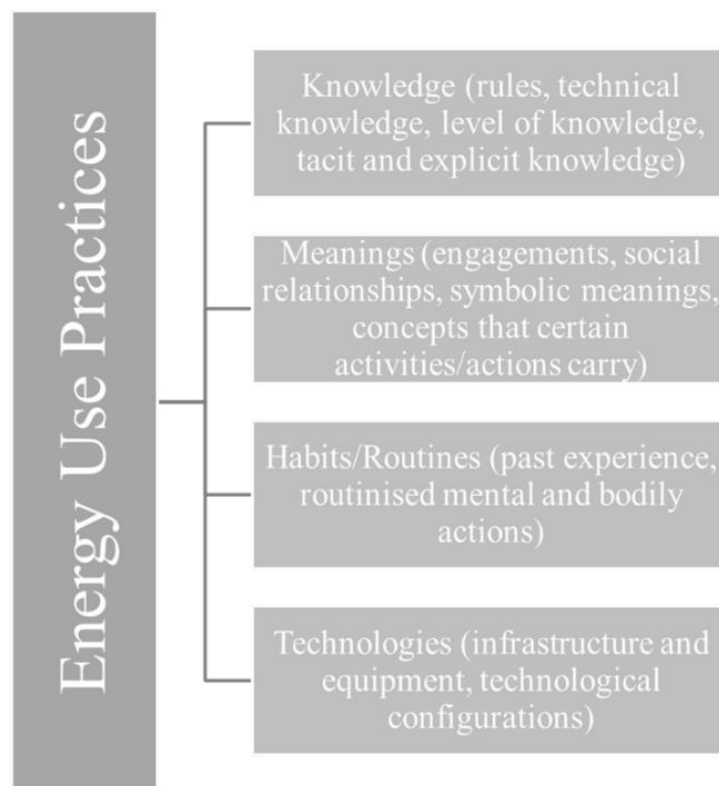 Energy Use Practices
Knowledge (rules, technical
knowledge, level of knowledge,
tacit and explicit knowledge)
Meanings (engagements, social
relationships, symbolic meanings,
concepts that certain
activities/actions carry)
Habits/Routines (past experience,
routinised mental and bodily
actions)
Technologies (infrastructure and
equipment, technological
configurations)